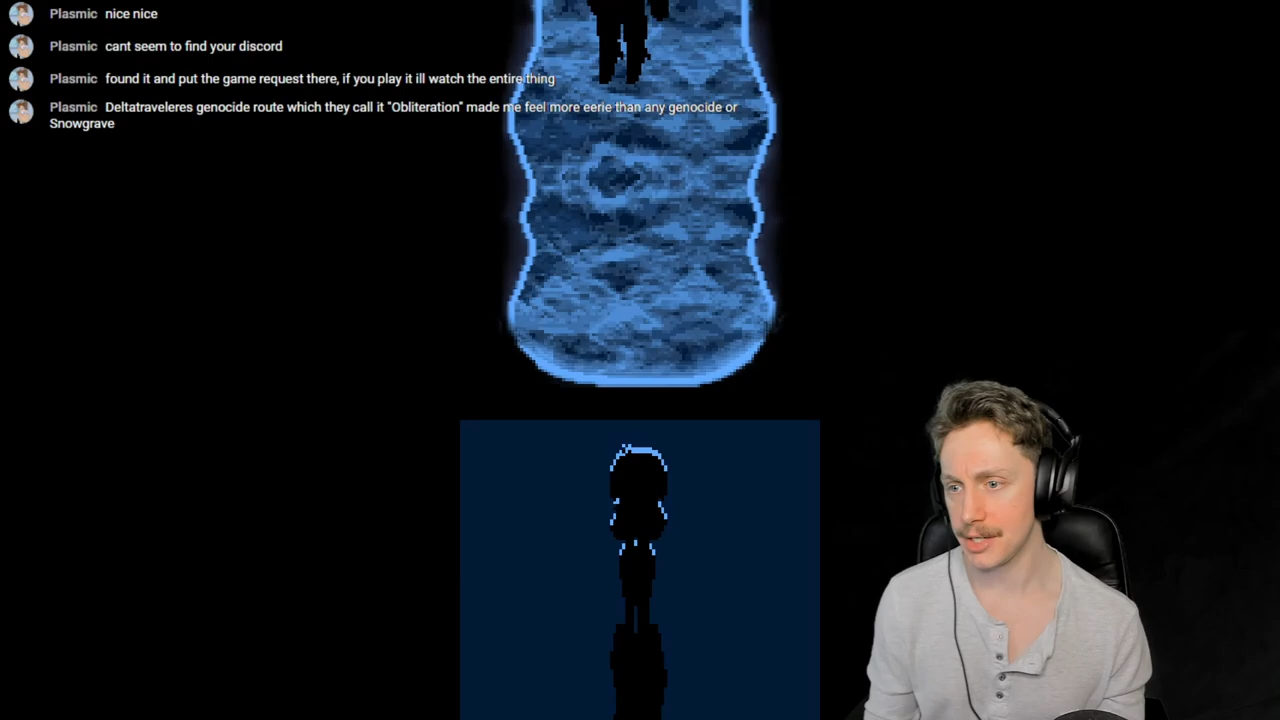 Plasmic nice nice
Plasmic cant seem to find your discord
Plasmic found it and put the game request there, if you play it ill watch the entire thing
Plasmic Deltatraveleres genocide route which they call it "Obliteration" made me feel more eerie than any genocide or
Snowgrave